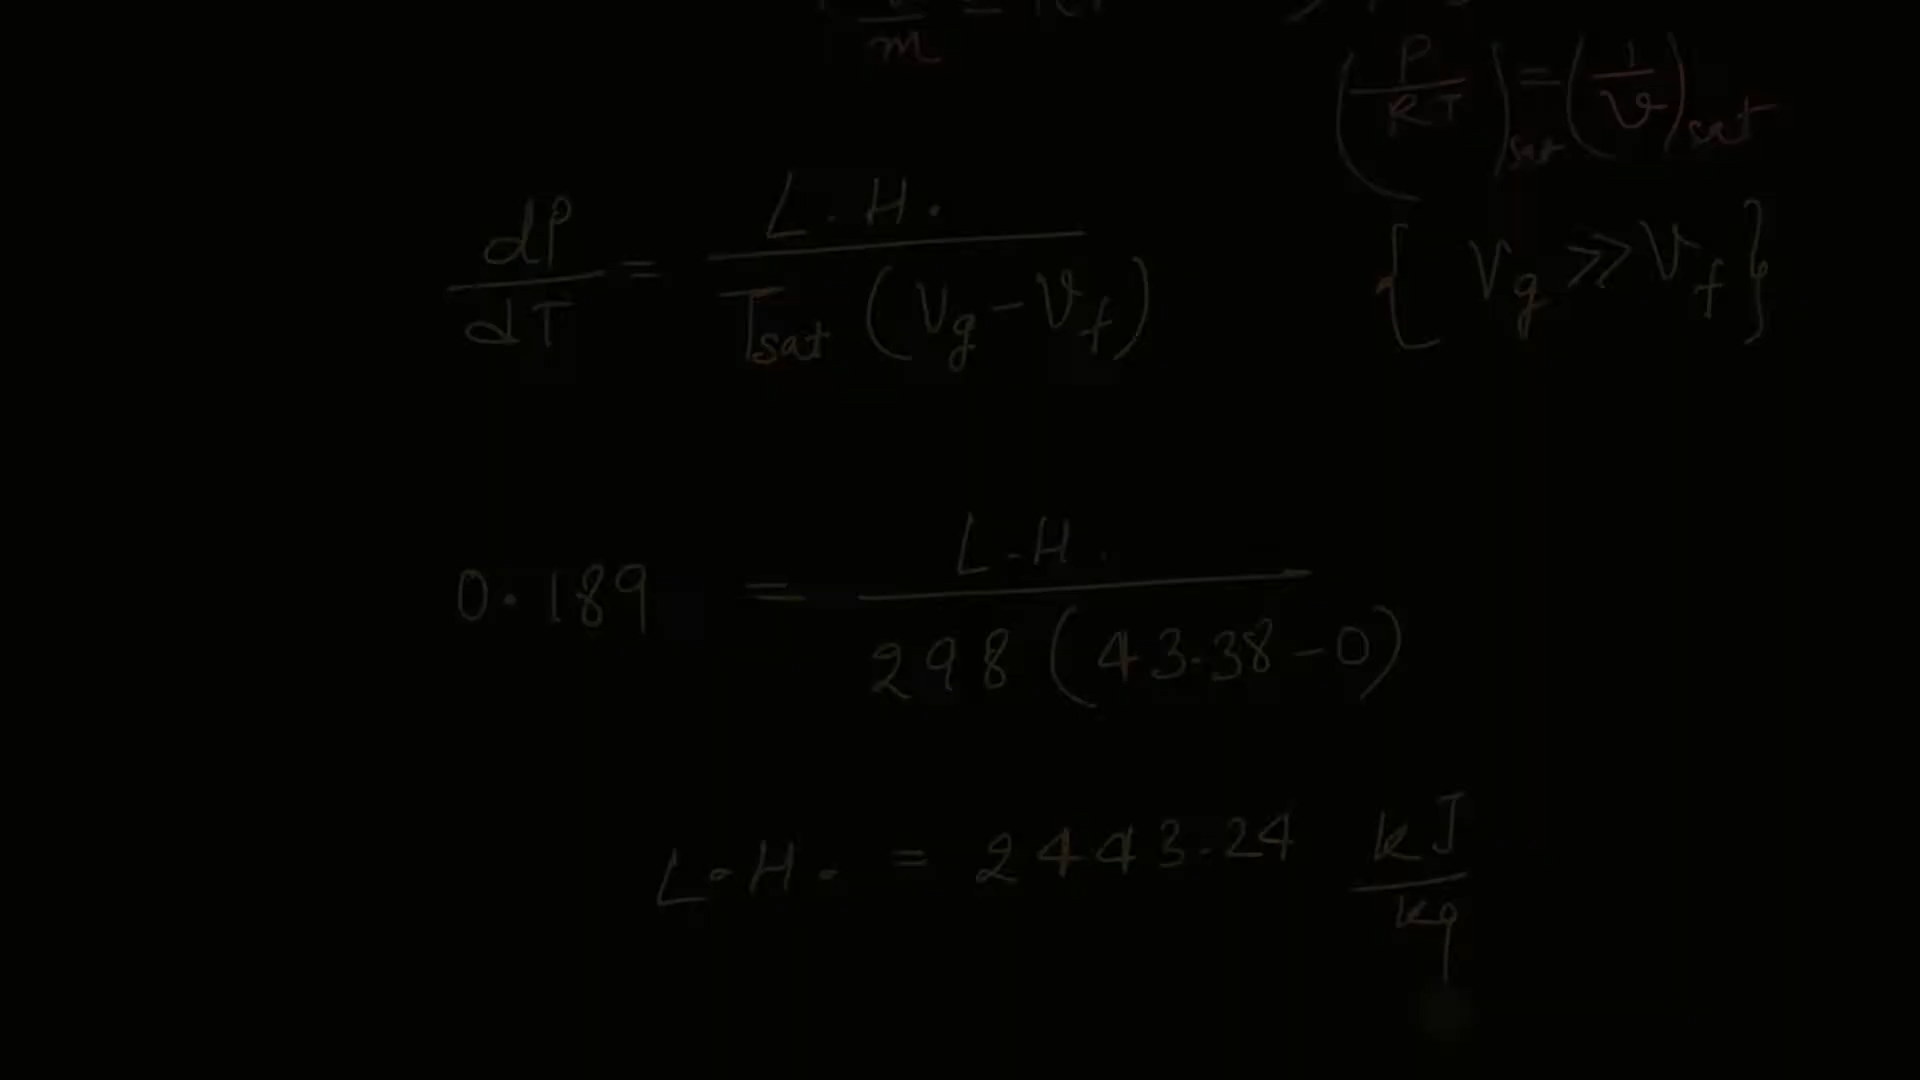 m
(P/RT)sat = (1/v)sat
dP/dT = L.H./Tsat (Vg - Vf) { Vg >> Vf }
0.189 = L.H./298 (43.38-0)
L.H. = 2443.24 kJ/kg